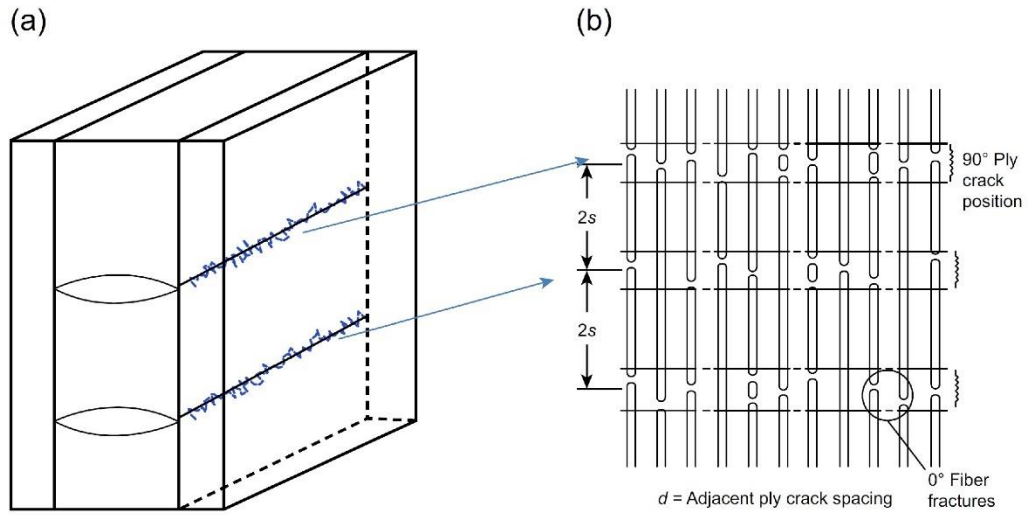 (a)
(b)
90° Ply
crack
position
2s
2s
0° Fiber
fractures
d = Adjacent ply crack spacing